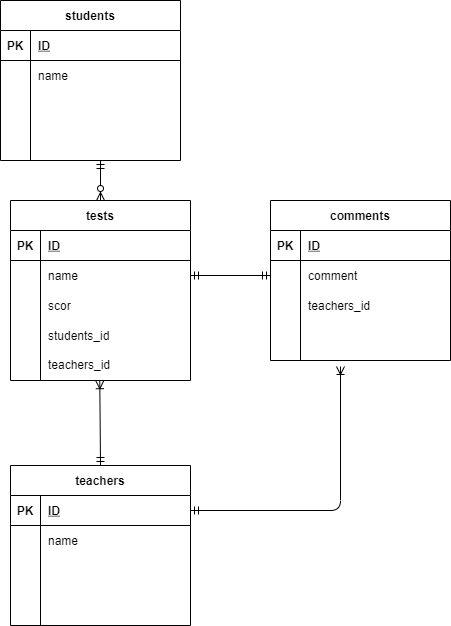 students
PK ID
name
tests
PK ID
name
scor
students_id
teachers_id
comments
PK ID
comment
teachers_id
teachers
PK ID
name